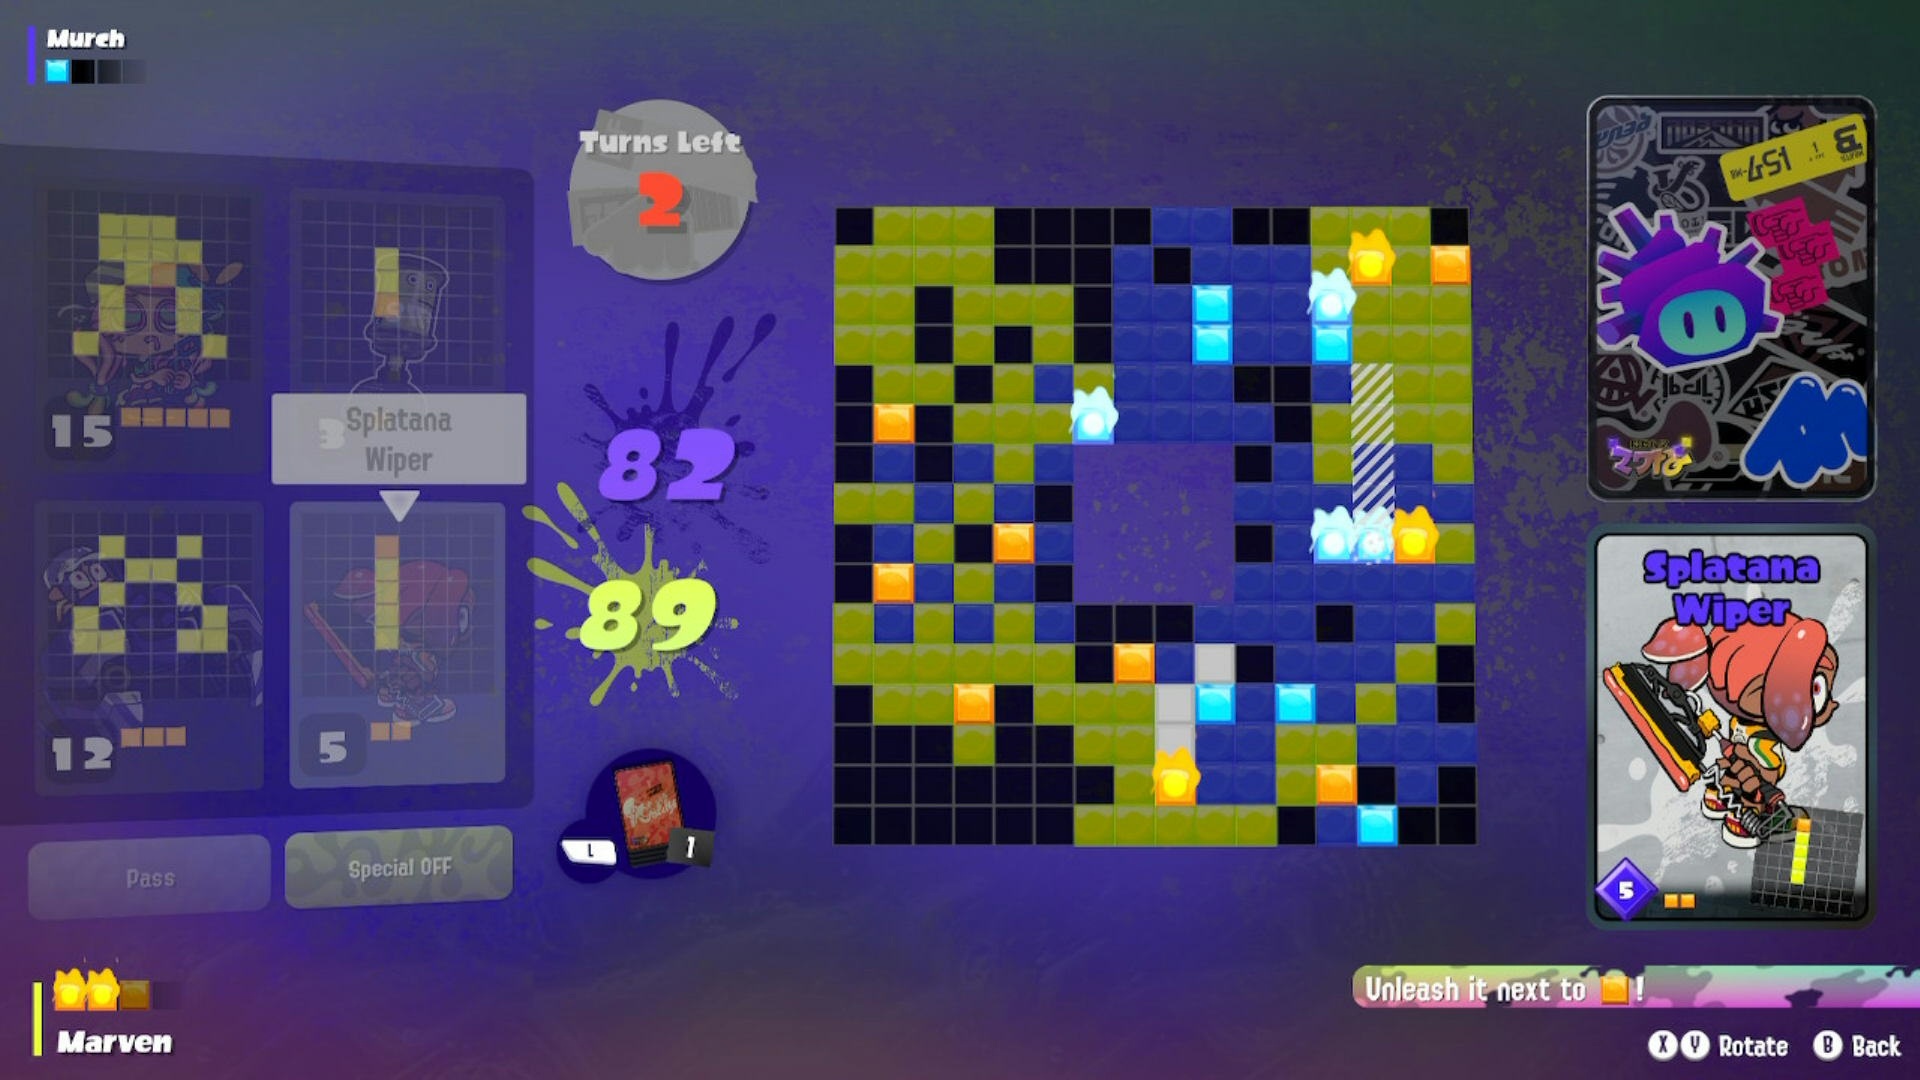 Murch
Turns Left
2
15
3
Splatana
Wiper
82
89
12
5
Pass
Special OFF
L
1
Marven
Splatana
Wiper
5
Unleash it next to !
X Y Rotate B Back